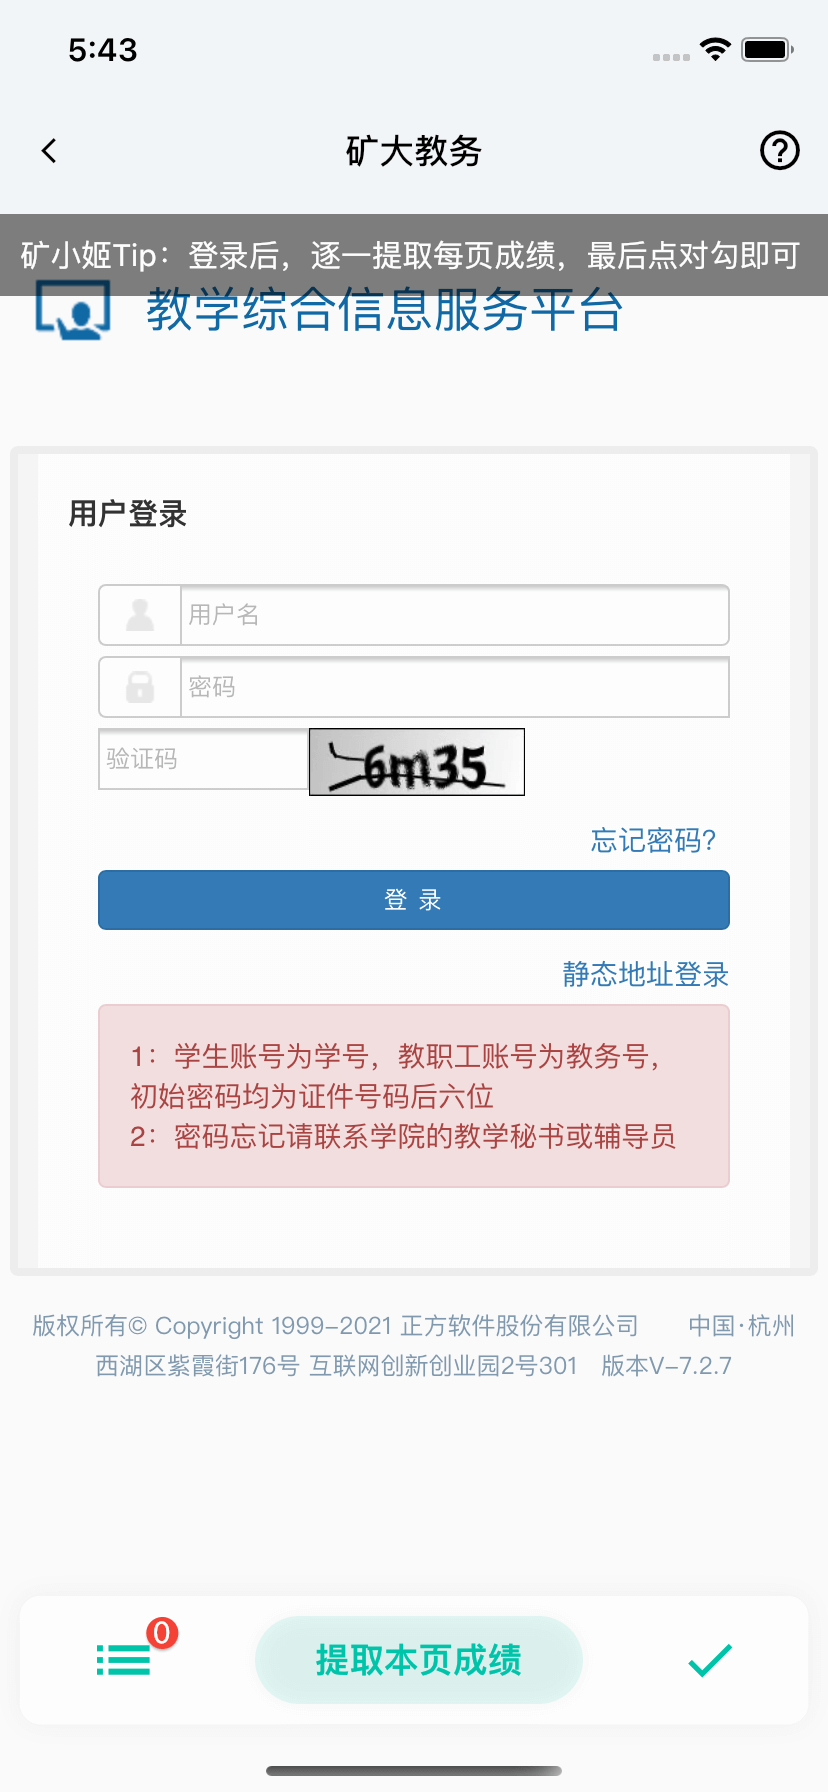 5:43
矿大教务
矿小姬Tip：登录后，逐一提取每页成绩，最后点对勾即可
教学综合信息服务平台
用户登录
用户名
密码
验证码 6m35
忘记密码?
登 录
静态地址登录
1：学生账号为学号，教职工账号为教务号，
初始密码均为证件号码后六位
2：密码忘记请联系学院的教学秘书或辅导员
版权所有© Copyright 1999-2021 正方软件股份有限公司 中国·杭州
西湖区紫霞街176号 互联网创新创业园2号301 版本V-7.2.7
0
提取本页成绩